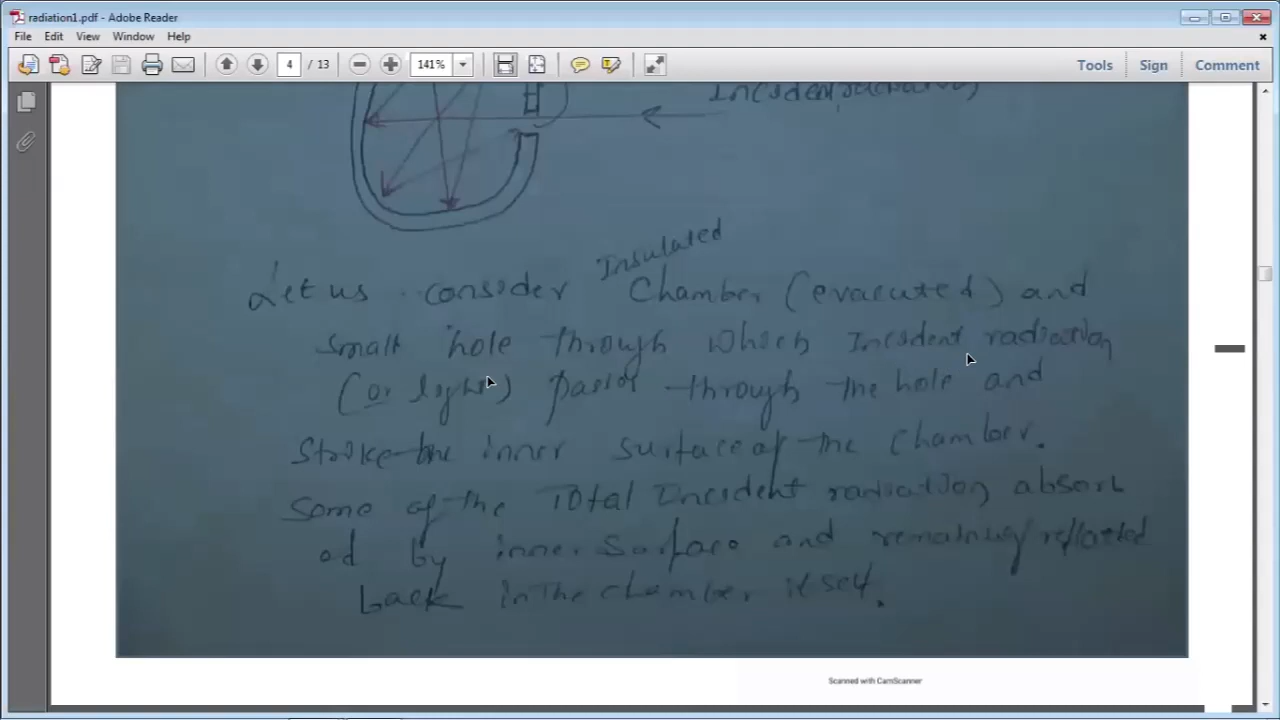 radiation1.pdf - Adobe Reader
File Edit View Window Help
4 / 13 141% Tools Sign Comment
Incident radiation
Insulated
Let us consider Chamber (evacuted) and
small hole through which Incident radiation
(or light) passes through the hole and
strike the inner surface of the chamber.
Some of the Total Incident radiation absorb
ed by inner surface and remaining reflected
back in the chamber itself.
Scanned with CamScanner